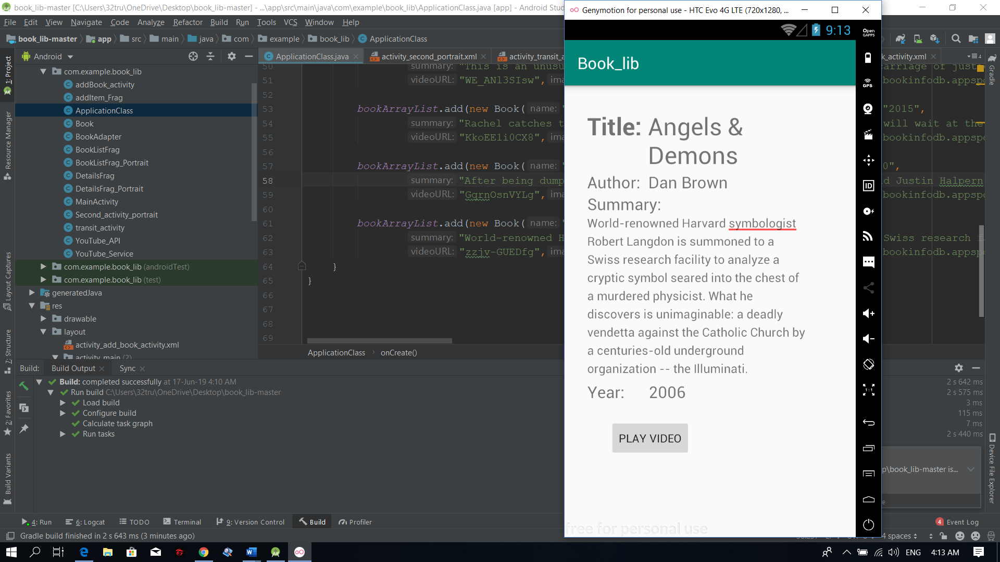 book_lib-master [C:\Users\32tru\OneDrive\Desktop\book_lib-master] - ...\app\src\main\java\com\example\book_lib\ApplicationClass.java [app] - Android Stud
File Edit View Navigate Code Analyze Refactor Build Run Tools VCS Window Help
book_lib-master app src main java com example book_lib ApplicationClass
Android
ApplicationClass.java activity_second_portrait.xml activity_transit_a k_activity.xml 4
1: Project
Resource Manager
Layout Captures
7: Structure
2: Favorites
Build Variants
com.example.book_lib
addBook_activity
addItem_Frag
ApplicationClass
Book
BookAdapter
BookListFrag
BookListFrag_Portrait
DetailsFrag
DetailsFrag_Portrait
MainActivity
Second_activity_portrait
transit_activity
YouTube_API
YouTube_Service
com.example.book_lib (androidTest)
com.example.book_lib (test)
generatedJava
res
drawable
layout
activity_add_book_activity.xml
activity_main (2)
50 summary: "This is an unusu arriage of just
51 videoURL: "WE_ANl3SIsw", ima bookinfodb.appspo
52
53 bookArrayList.add(new Book( name: " "2015",
54 summary: "Rachel catches t will wait at the
55 videoURL: "KkoEE1i0CX8", ima bookinfodb.appspo
56
57 bookArrayList.add(new Book( name: " 0",
58 summary: "After being dump d Justin Halpern
59 videoURL: "GqrnOsnVYLg", ima bookinfodb.appspo
60
61 bookArrayList.add(new Book( name: "
62 summary: "World-renowned H Swiss research f
63 videoURL: "zzjv-GUEDfg", ima bookinfodb.appspo
64 }
65 }
66
67
68
69
ApplicationClass onCreate()
Gradle
Device File Explorer
Build: Build Output Sync
Build: completed successfully at 17-Jun-19 4:10 AM 2 s 642 ms
Run build C:\Users\32tru\OneDrive\Desktop\book_lib-master 2 s 575 ms
Load build 3 ms
Configure build 115 ms
Calculate task graph 7 ms
Run tasks 2 s 440 ms
p\book_lib-master is...
e
4: Run 6: Logcat TODO Terminal 9: Version Control Build Profiler 4 Event Log
Gradle build finished in 2 s 643 ms (3 minutes ago) 4 spaces
Genymotion for personal use - HTC Evo 4G LTE (720x1280, ...
9:13
Book_lib
Title: Angels &
Demons
Author: Dan Brown
Summary:
World-renowned Harvard symbologist
Robert Langdon is summoned to a
Swiss research facility to analyze a
cryptic symbol seared into the chest of
a murdered physicist. What he
discovers is unimaginable: a deadly
vendetta against the Catholic Church by
a centuries-old underground
organization -- the Illuminati.
Year: 2006
PLAY VIDEO
free for personal use
Open
GAPPS
GPS
ID
1:1
ENG 4:13 AM